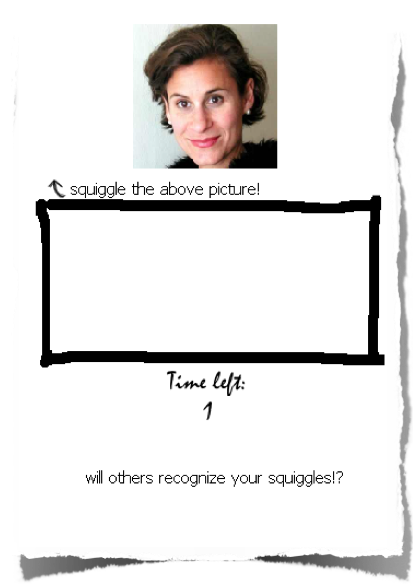 squiggle the above picture!
Time left:
1
will others recognize your squiggles!?